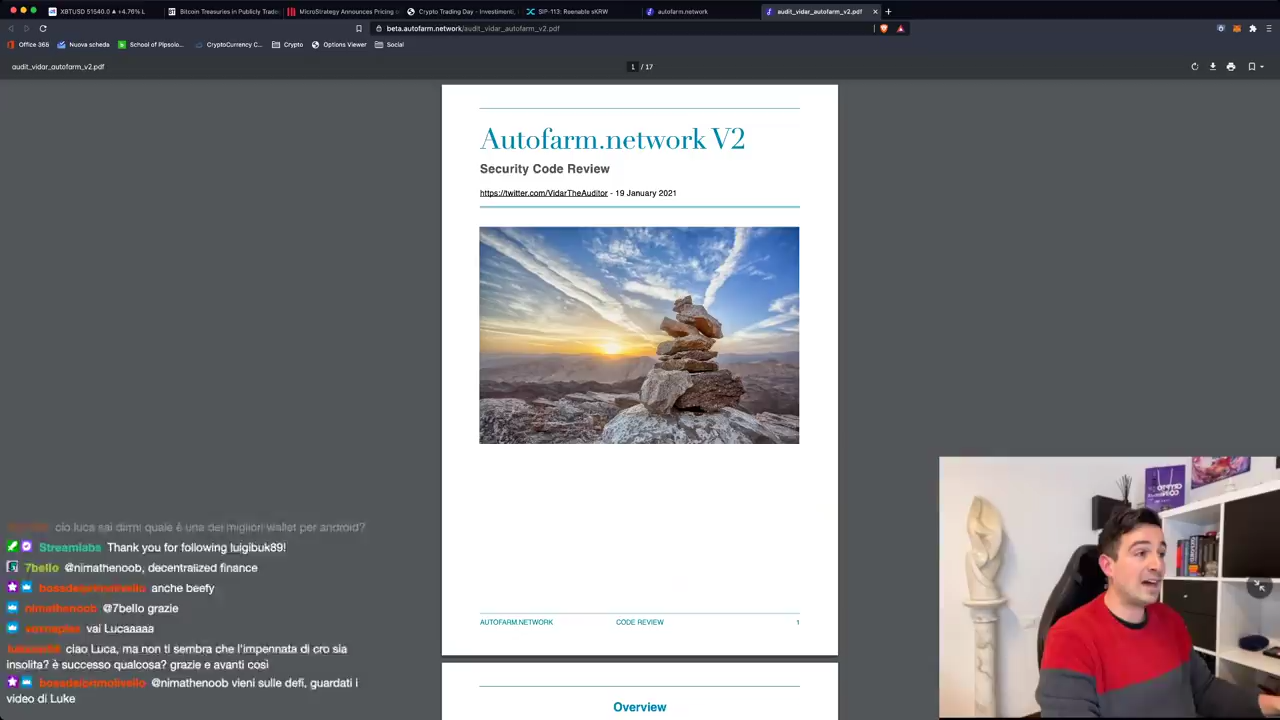 XBTUSD 51540.0 ▲ +4.76% L
Bitcoin Treasuries in Publicly Trade
MicroStrategy Announces Pricing o
Crypto Trading Day - Investimenti,
SIP-113: Reenable sKRW
autofarm.network
audit_vidar_autofarm_v2.pdf
beta.autofarm.network/audit_vidar_autofarm_v2.pdf
Office 365
Nuova scheda
School of Pipsolo...
CryptoCurrency C...
Crypto
Options Viewer
Social
audit_vidar_autofarm_v2.pdf
1 / 17
Autofarm.network V2
Security Code Review
https://twitter.com/VidarTheAuditor - 19 January 2021
AUTOFARM.NETWORK
CODE REVIEW
1
Overview
cio luca sai dirmi quale è una dei migliori wallet per android?
Streamlabs Thank you for following luigibuk89!
7bello @nimathenoob, decentralized finance
anche beefy
nimathenoob @7bello grazie
vai Lucaaaaa
ciao Luca, ma non ti sembra che l'impennata di cro sia
insolita? è successo qualcosa? grazie e avanti così
@nimathenoob vieni sulle defi, guardati i
video di Luke